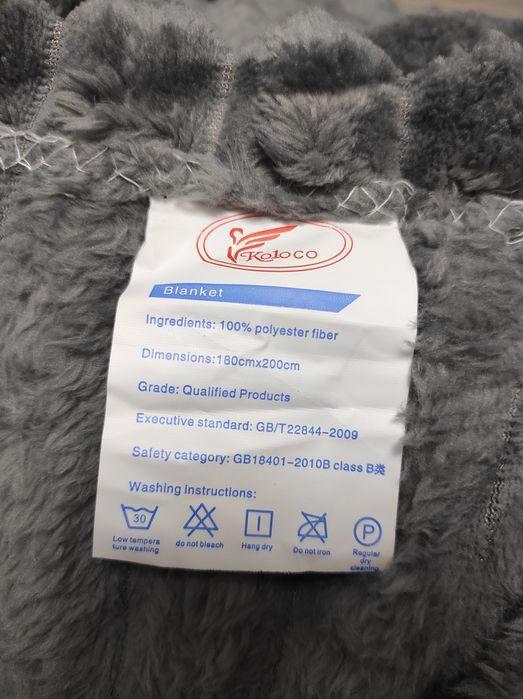 Koloco
Blanket
Ingredients: 100% polyester fiber
Dimensions:180cmx200cm
Grade: Qualified Products
Executive standard: GB/T22844-2009
Safety category: GB18401-2010B class B类
Washing instructions:
30
P
Low tempera
ture washing
do not bleach
Hang dry
Do not iron
Regular
dry
cleaning